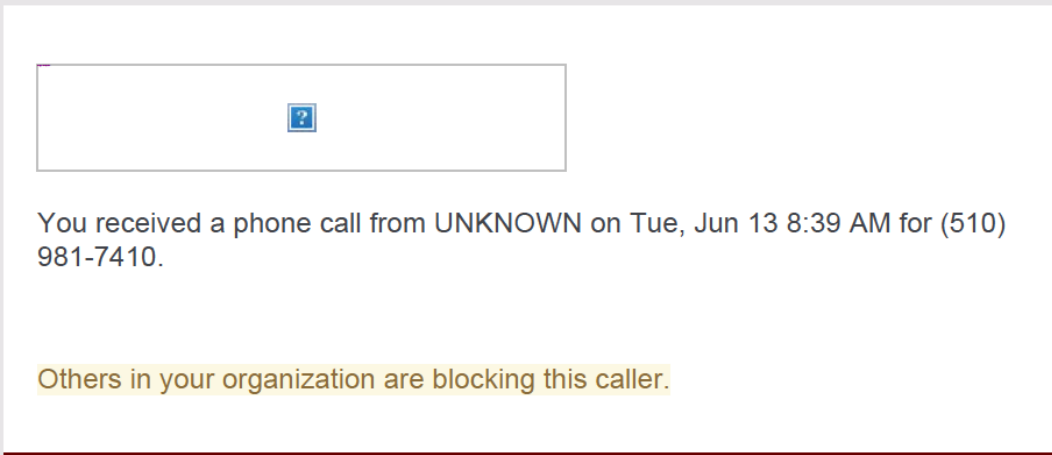 You received a phone call from UNKNOWN on Tue, Jun 13 8:39 AM for (510)
981-7410.
Others in your organization are blocking this caller.